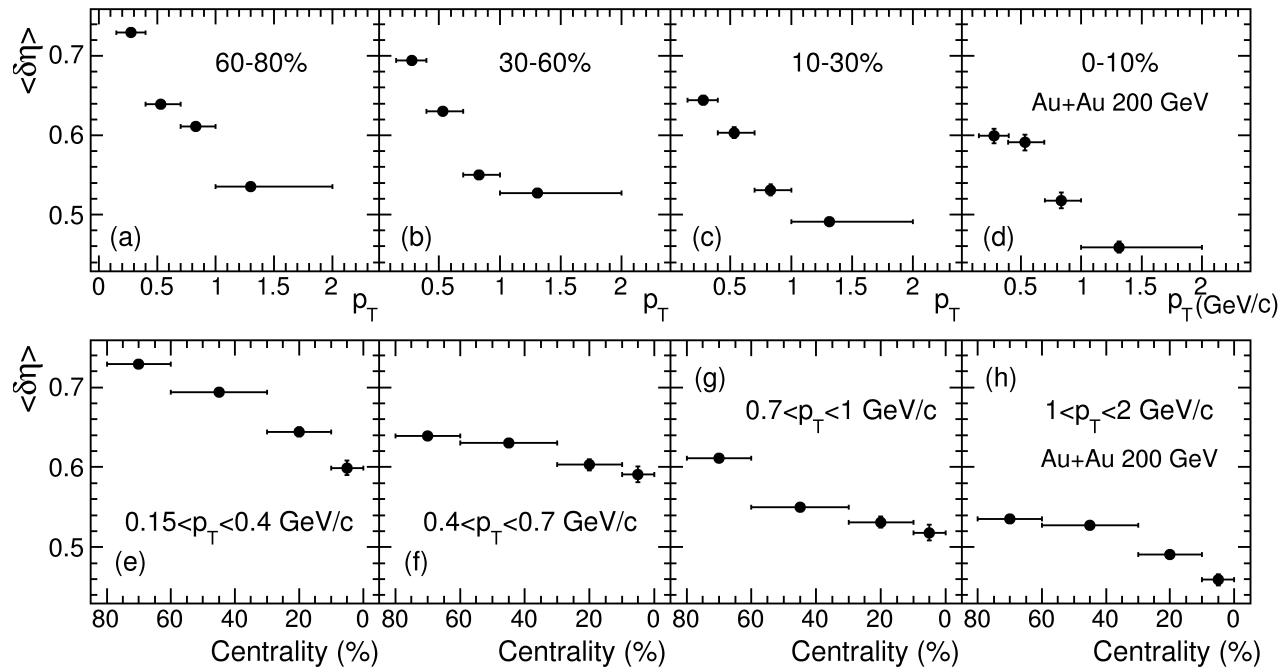 <δη>
0.7
0.6
0.5
60-80%
30-60%
10-30%
0-10%
Au+Au 200 GeV
(a)
(b)
(c)
(d)
0 0.5 1 1.5 2
0.5 1 1.5 2
0.5 1 1.5 2
0.5 1 1.5 2
p_T
p_T
p_T
p_T (GeV/c)
<δη>
0.7
0.6
0.5
0.15<p_T<0.4 GeV/c
(e)
0.4<p_T<0.7 GeV/c
(f)
(g)
0.7<p_T<1 GeV/c
(h)
1<p_T<2 GeV/c
Au+Au 200 GeV
80 60 40 20 0
80 60 40 20 0
80 60 40 20 0
80 60 40 20 0
Centrality (%)
Centrality (%)
Centrality (%)
Centrality (%)